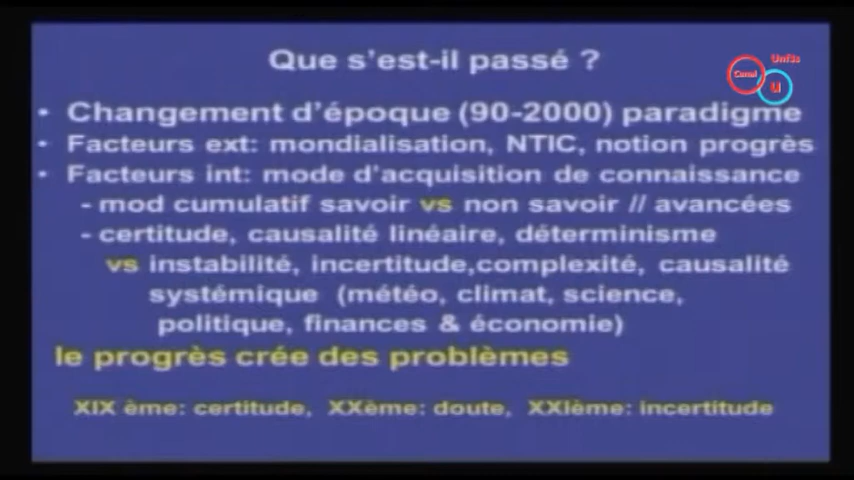 Que s'est-il passé ?
Unf3s
Canal
u
• Changement d'époque (90-2000) paradigme
• Facteurs ext: mondialisation, NTIC, notion progrès
• Facteurs int: mode d'acquisition de connaissance
- mod cumulatif savoir vs non savoir // avancées
- certitude, causalité linéaire, déterminisme
vs instabilité, incertitude,complexité, causalité
systémique (météo, climat, science,
politique, finances & économie)
le progrès crée des problèmes
XIX ème: certitude, XXème: doute, XXIème: incertitude